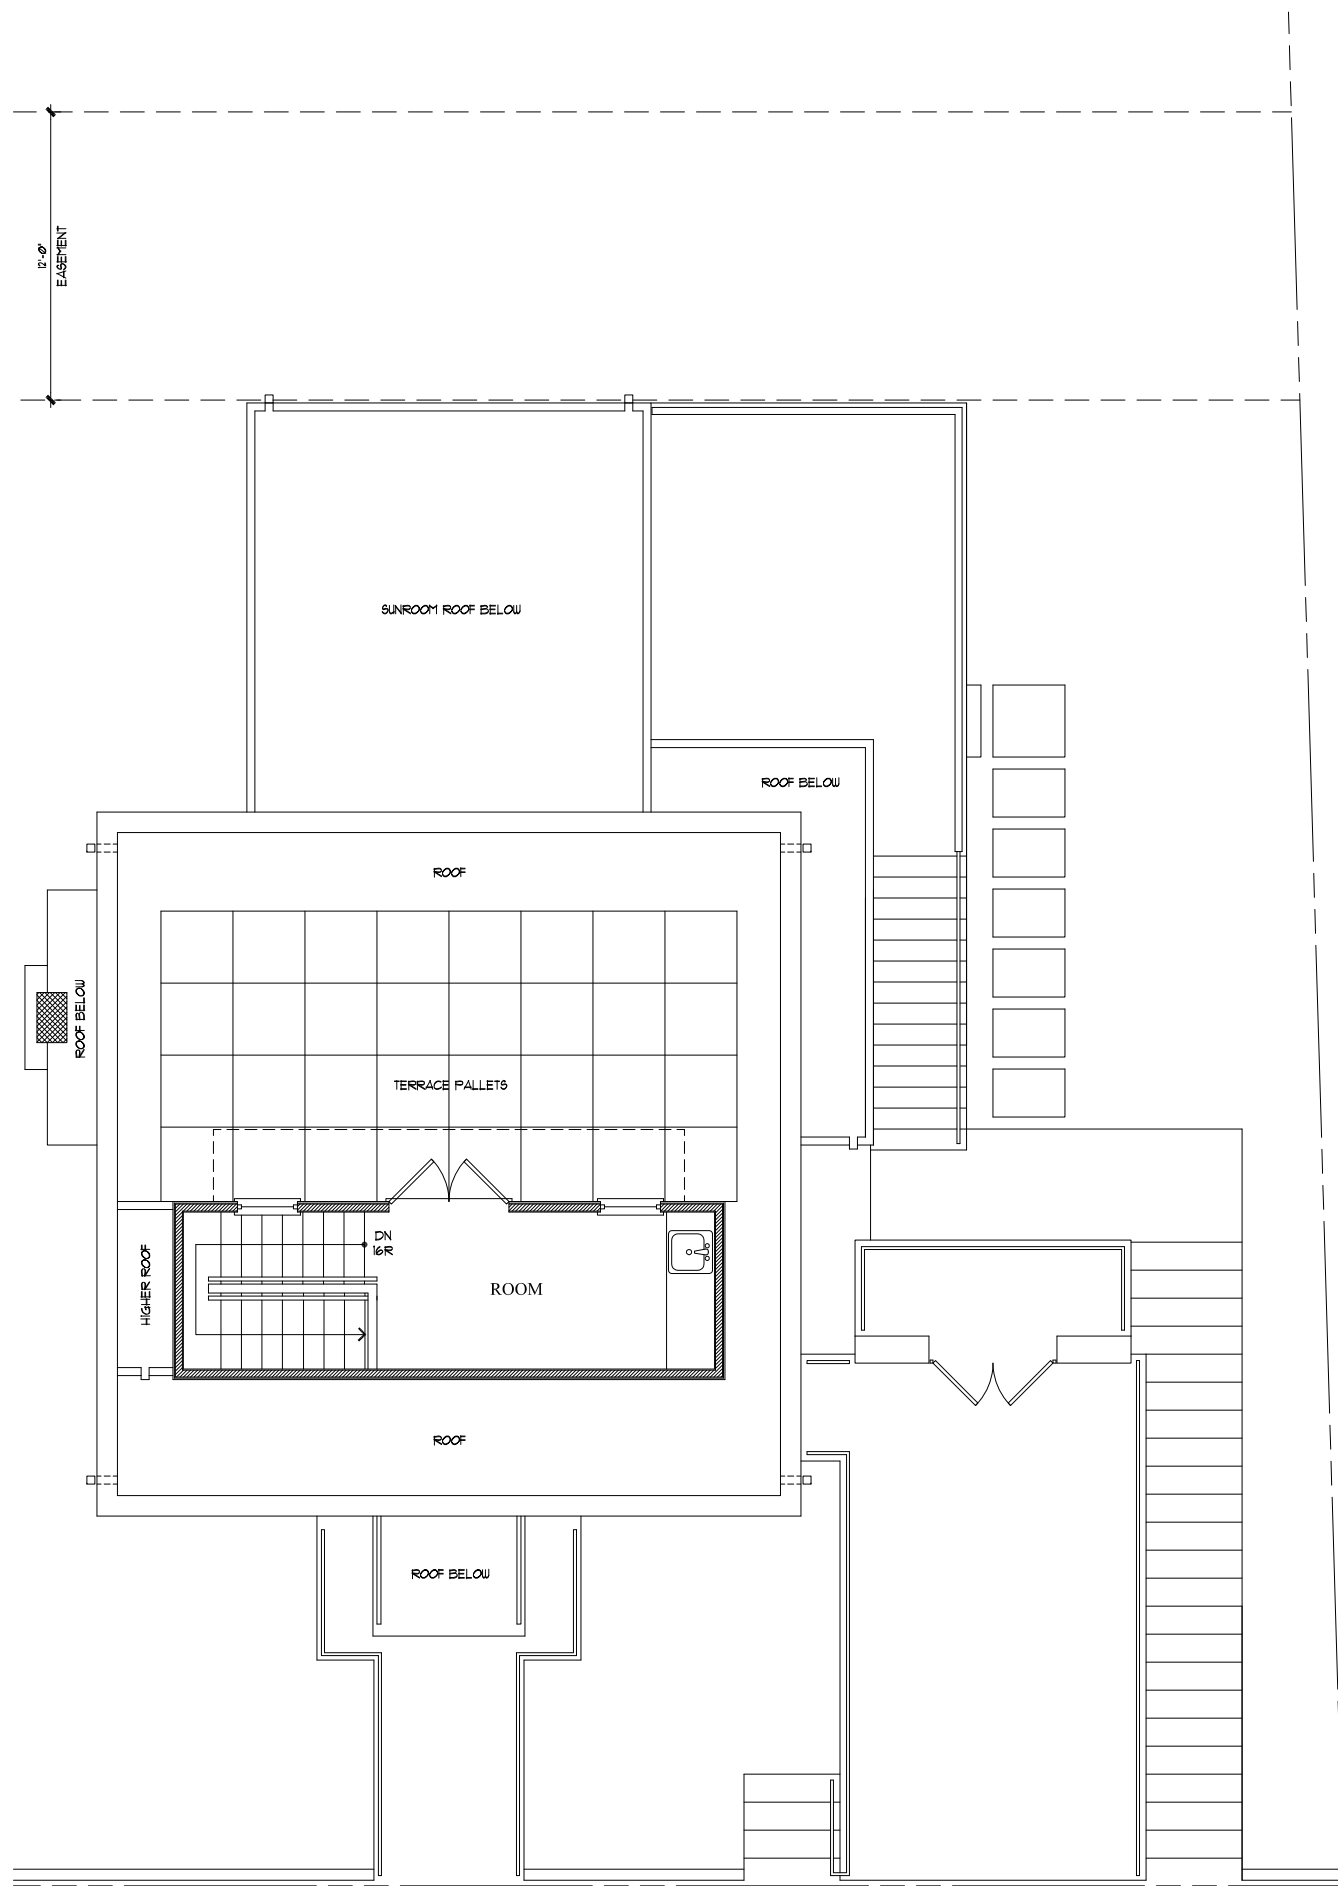 12'-0"
EASEMENT
SUNROOM ROOF BELOW
ROOF BELOW
ROOF
ROOF BELOW
TERRACE PALLETS
DN
16R
HIGHER ROOF
ROOM
ROOF
ROOF BELOW